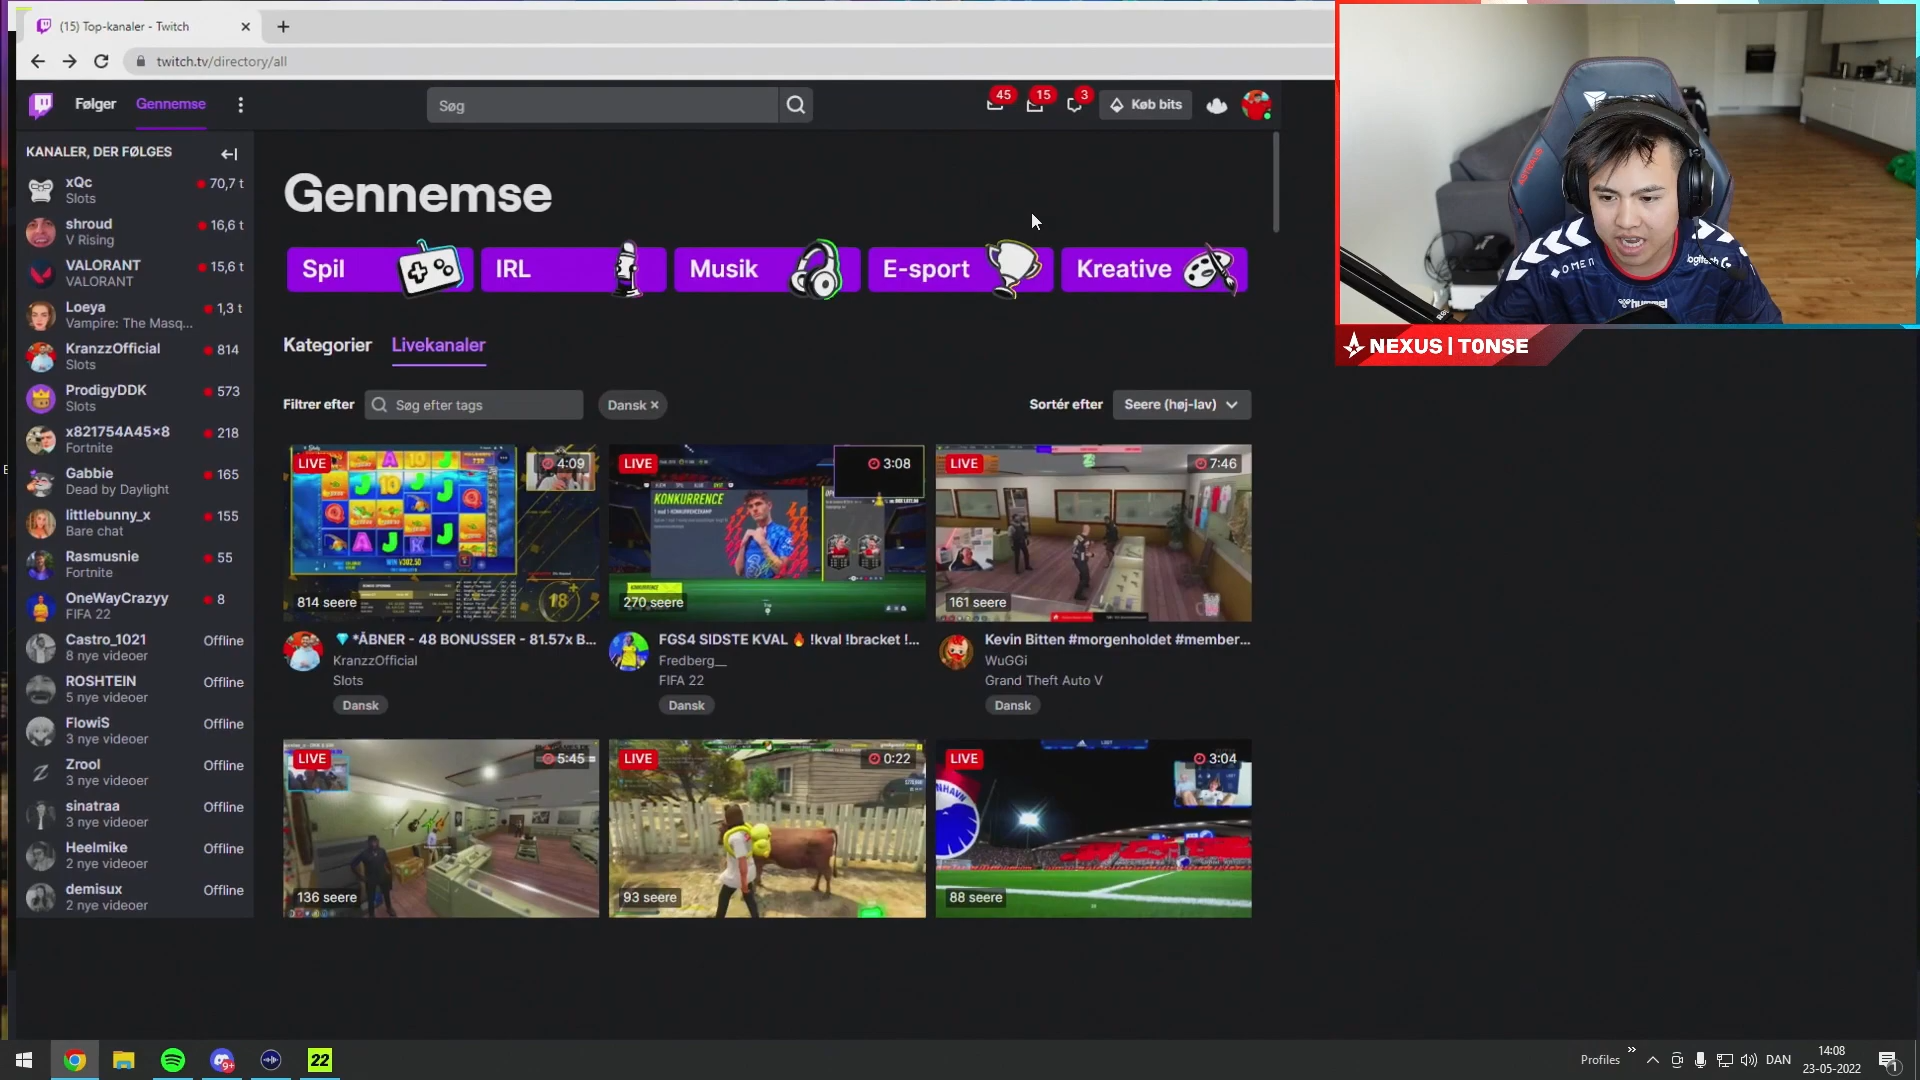 (15) Top-kanaler - Twitch
twitch.tv/directory/all
Følger
Gennemse
Søg
45
15
3
Køb bits
KANALER, DER FØLGES
xQc
70,7 t
Slots
shroud
16,6 t
V Rising
VALORANT
15,6 t
VALORANT
Loeya
1,3 t
Vampire: The Masq...
KranzzOfficial
814
Slots
ProdigyDDK
573
Slots
x821754A45x8
218
Fortnite
Gabbie
165
Dead by Daylight
littlebunny_x
155
Bare chat
Rasmusnie
55
Fortnite
OneWayCrazyy
8
FIFA 22
Castro_1021
Offline
8 nye videoer
ROSHTEIN
Offline
5 nye videoer
FlowiS
Offline
3 nye videoer
Zrool
Offline
3 nye videoer
sinatraa
Offline
3 nye videoer
Heelmike
Offline
2 nye videoer
demisux
Offline
2 nye videoer
Gennemse
Spil
IRL
Musik
E-sport
Kreative
Kategorier
Livekanaler
Filtrer efter
Søg efter tags
Dansk
Sortér efter
Seere (høj-lav)
LIVE
4:09
18+
814 seere
💎 *ÅBNER - 48 BONUSSER - 81.57x B...
KranzzOfficial
Slots
Dansk
LIVE
3:08
KONKURRENCE
270 seere
FGS4 SIDSTE KVAL 🔥 !kval !bracket !...
Fredberg__
FIFA 22
Dansk
LIVE
7:46
161 seere
Kevin Bitten #morgenholdet #member...
WuGGi
Grand Theft Auto V
Dansk
LIVE
5:45
136 seere
LIVE
0:22
93 seere
LIVE
3:04
88 seere
OMEN
logitech G
hummel
NEXUS | T0NSE
9+
22
Profiles
DAN
14:08
23-05-2022
1